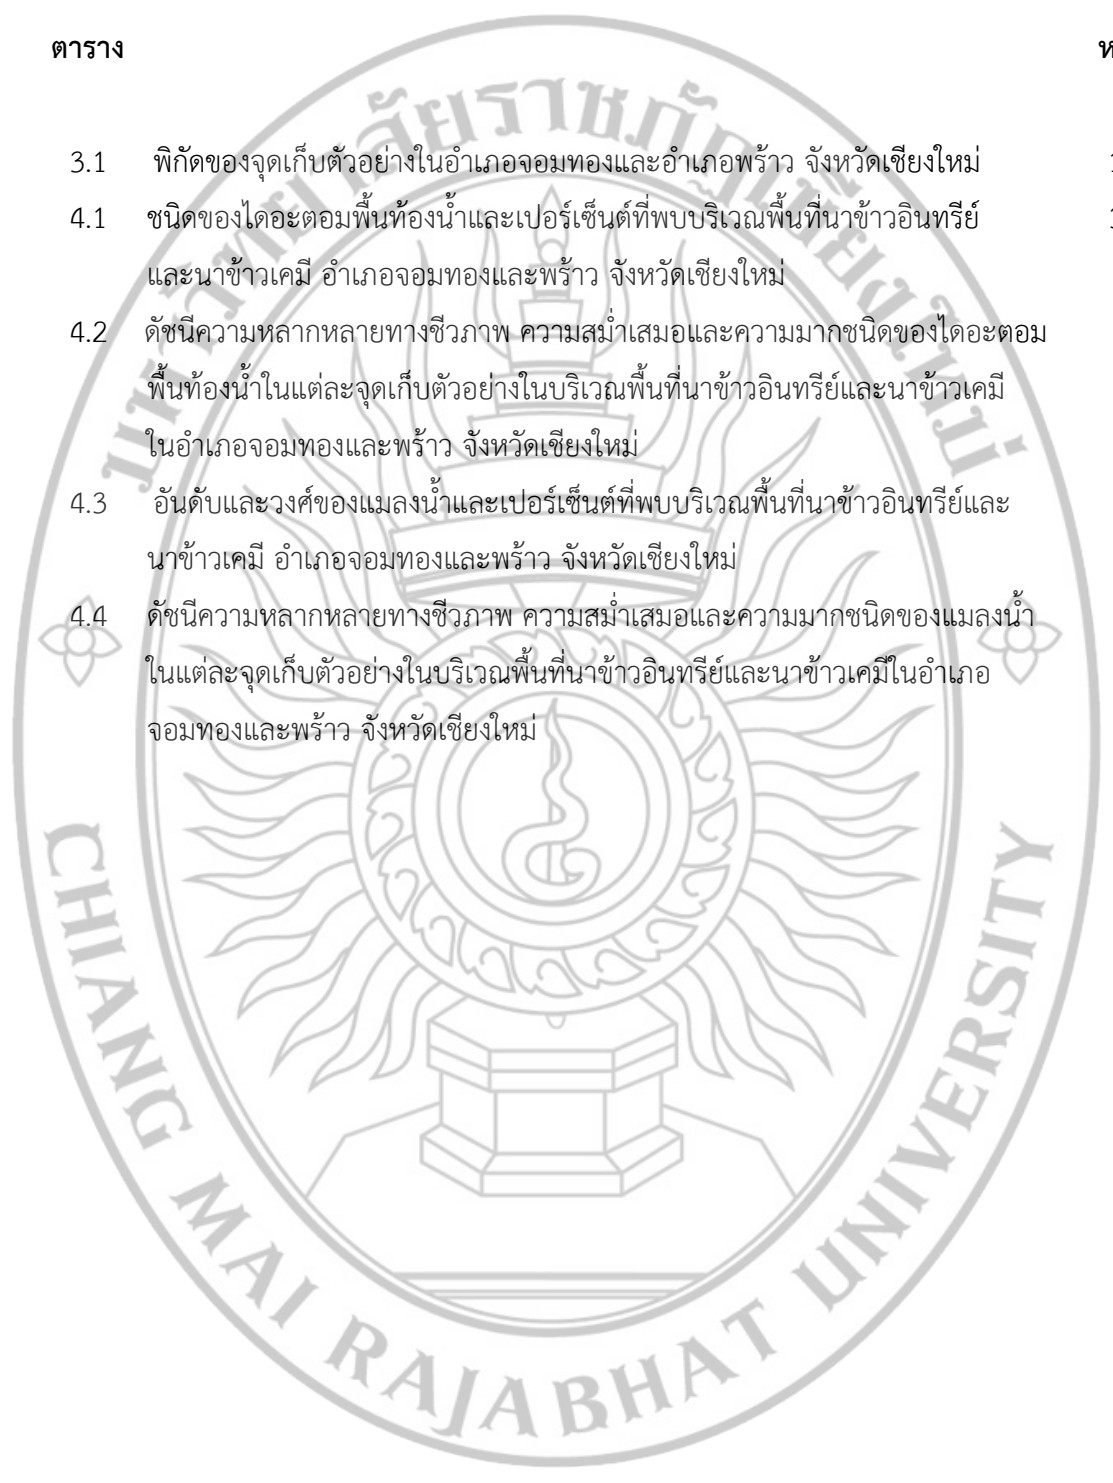 ตาราง
3.1 พิกัดของจุดเก็บตัวอย่างในอำเภอจอมทองและอำเภอพร้าว จังหวัดเชียงใหม่
4.1 ชนิดของไดอะตอมพื้นท้องน้ำและเปอร์เซ็นต์ที่พบบริเวณพื้นที่นาข้าวอินทรีย์
และนาข้าวเคมี อำเภอจอมทองและพร้าว จังหวัดเชียงใหม่
4.2 ดัชนีความหลากหลายทางชีวภาพ ความสม่ำเสมอและความมากชนิดของไดอะตอม
พื้นท้องน้ำในแต่ละจุดเก็บตัวอย่างในบริเวณพื้นที่นาข้าวอินทรีย์และนาข้าวเคมี
ในอำเภอจอมทองและพร้าว จังหวัดเชียงใหม่
4.3 อันดับและวงศ์ของแมลงน้ำและเปอร์เซ็นต์ที่พบบริเวณพื้นที่นาข้าวอินทรีย์และ
นาข้าวเคมี อำเภอจอมทองและพร้าว จังหวัดเชียงใหม่
4.4 ดัชนีความหลากหลายทางชีวภาพ ความสม่ำเสมอและความมากชนิดของแมลงน้ำ
ในแต่ละจุดเก็บตัวอย่างในบริเวณพื้นที่นาข้าวอินทรีย์และนาข้าวเคมีในอำเภอ
จอมทองและพร้าว จังหวัดเชียงใหม่
มหาวิทยาลัยราชภัฏเชียงใหม่
CHIANG MAI RAJABHAT UNIVERSITY